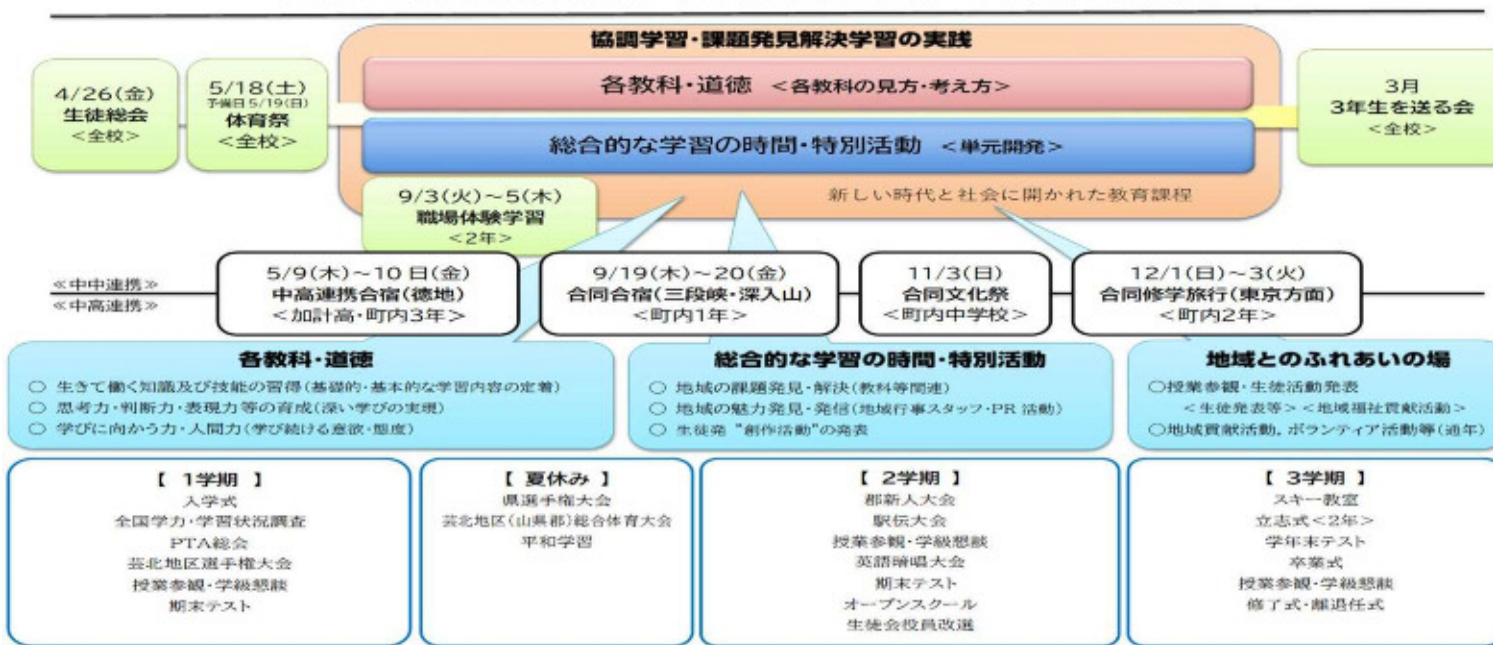 協調学習・課題発見解決学習の実践
各教科・道徳 <各教科の見方・考え方>
総合的な学習の時間・特別活動 <単元開発>
新しい時代と社会に開かれた教育課程
4/26(金)
生徒総会
<全校>
5/18(土)
予備日5/19(日)
体育祭
<全校>
3月
3年生を送る会
<全校>
9/3(火)~5(木)
職場体験学習
<2年>
≪中中連携≫
≪中高連携≫
5/9(木)~10日(金)
中高連携合宿(徳地)
<加計高・町内3年>
9/19(木)~20(金)
合同合宿(三段峡・深入山)
<町内1年>
11/3(日)
合同文化祭
<町内中学校>
12/1(日)~3(火)
合同修学旅行(東京方面)
<町内2年>
各教科・道徳
○ 生きて働く知識及び技能の習得(基礎的・基本的な学習内容の定着)
○ 思考力・判断力・表現力等の育成(深い学びの実現)
○ 学びに向かう力・人間力(学び続ける意欲・態度)
総合的な学習の時間・特別活動
○ 地域の課題発見・解決(教科等関連)
○ 地域の魅力発見・発信(地域行事スタッフ・PR活動)
○ 生徒発 "創作活動"の発表
地域とのふれあいの場
○授業参観・生徒活動発表
<生徒発表等> <地域福祉貢献活動>
○地域貢献活動，ボランティア活動等(通年)
【 1学期 】
入学式
全国学力・学習状況調査
PTA総会
芸北地区選手権大会
授業参観・学級懇談
期末テスト
【 夏休み 】
県選手権大会
芸北地区(山県郡)総合体育大会
平和学習
【 2学期 】
郡新人大会
駅伝大会
授業参観・学級懇談
英語暗唱大会
期末テスト
オープンスクール
生徒会役員改選
【 3学期 】
スキー教室
立志式<2年>
学年末テスト
卒業式
授業参観・学級懇談
修了式・離退任式